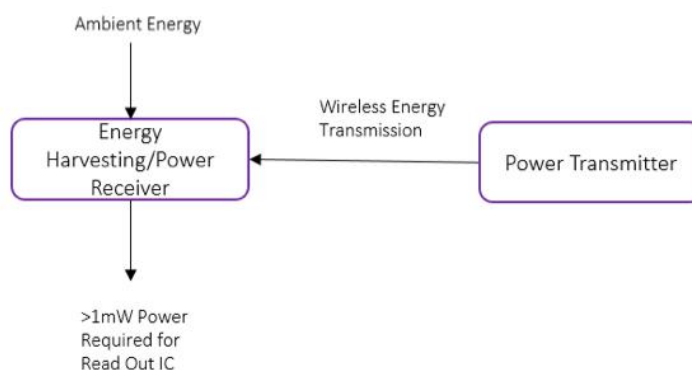 Ambient Energy
Energy
Harvesting/Power
Receiver
Wireless Energy
Transmission
Power Transmitter
>1mW Power
Required for
Read Out IC